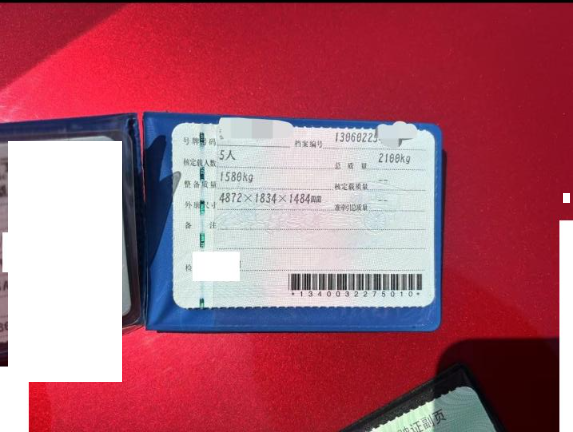 号牌号码 档案编号 1306022
核定载人数 5人 总质量 2100kg
整备质量 1580kg 核定载质量 --
外廓尺寸 4872×1834×1484mm 准牵引总质量 --
备注
检
*1340032275010*
证副页